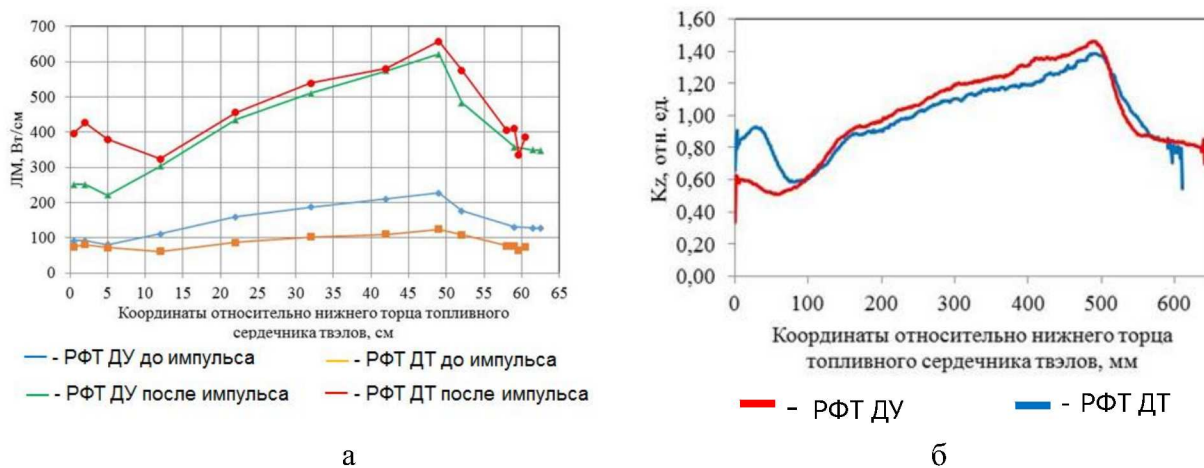 700
600
500
400
300
200
100
0
ЛМ, Вт/см
0 5 10 15 20 25 30 35 40 45 50 55 60 65
Координаты относительно нижнего торца топливного
сердечника твэлов, см
- РФТ ДУ до импульса - РФТ ДТ до импульса
- РФТ ДУ после импульса - РФТ ДТ после импульса
а
1,60
1,40
1,20
1,00
0,80
0,60
0,40
0,20
0,00
Kz, отн. ед.
0 100 200 300 400 500 600
Координаты относительно нижнего торца
топливного сердечника твэлов, мм
- РФТ ДУ - РФТ ДТ
б